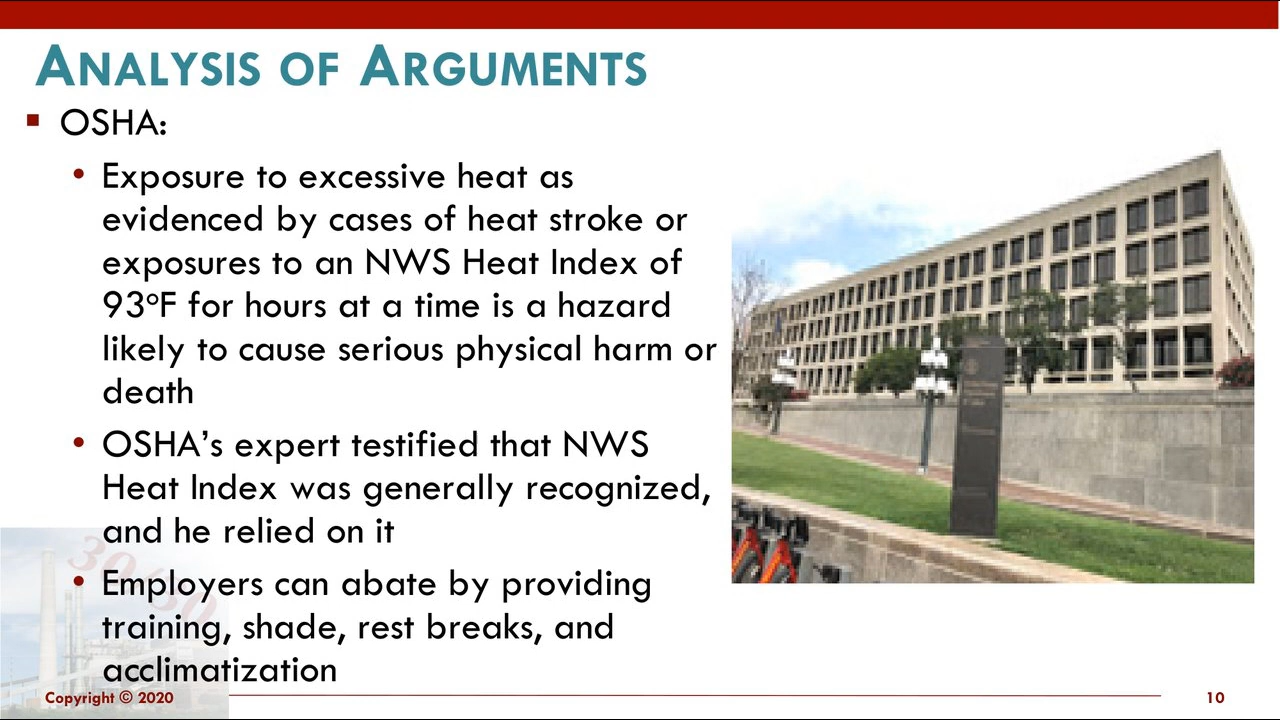 ANALYSIS OF ARGUMENTS
OSHA:
Exposure to excessive heat as
evidenced by cases of heat stroke or
exposures to an NWS Heat Index of
93°F for hours at a time is a hazard
likely to cause serious physical harm or
death
OSHA’s expert testified that NWS
Heat Index was generally recognized,
and he relied on it
Employers can abate by providing
training, shade, rest breaks, and
acclimatization
Copyright © 2020
10